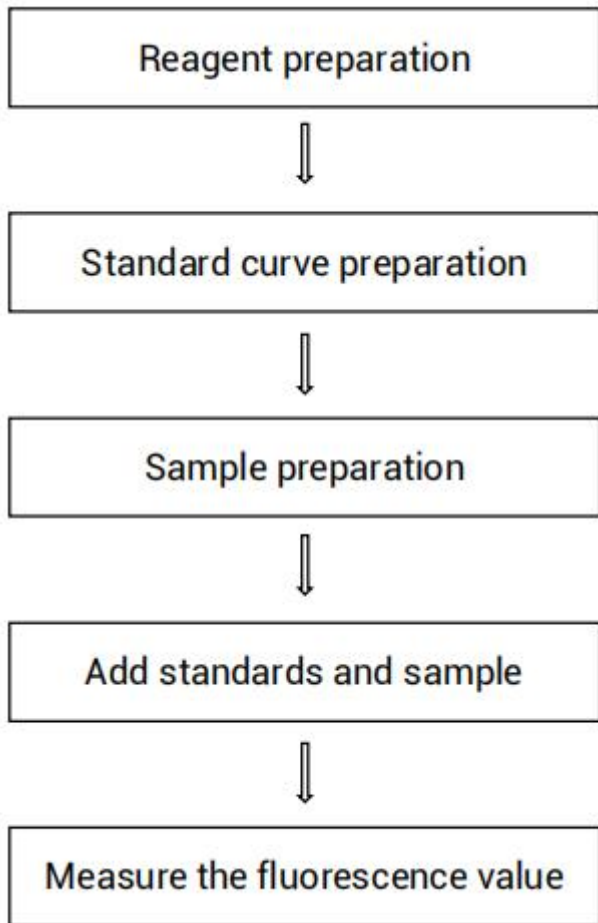 Reagent preparation
Standard curve preparation
Sample preparation
Add standards and sample
Measure the fluorescence value